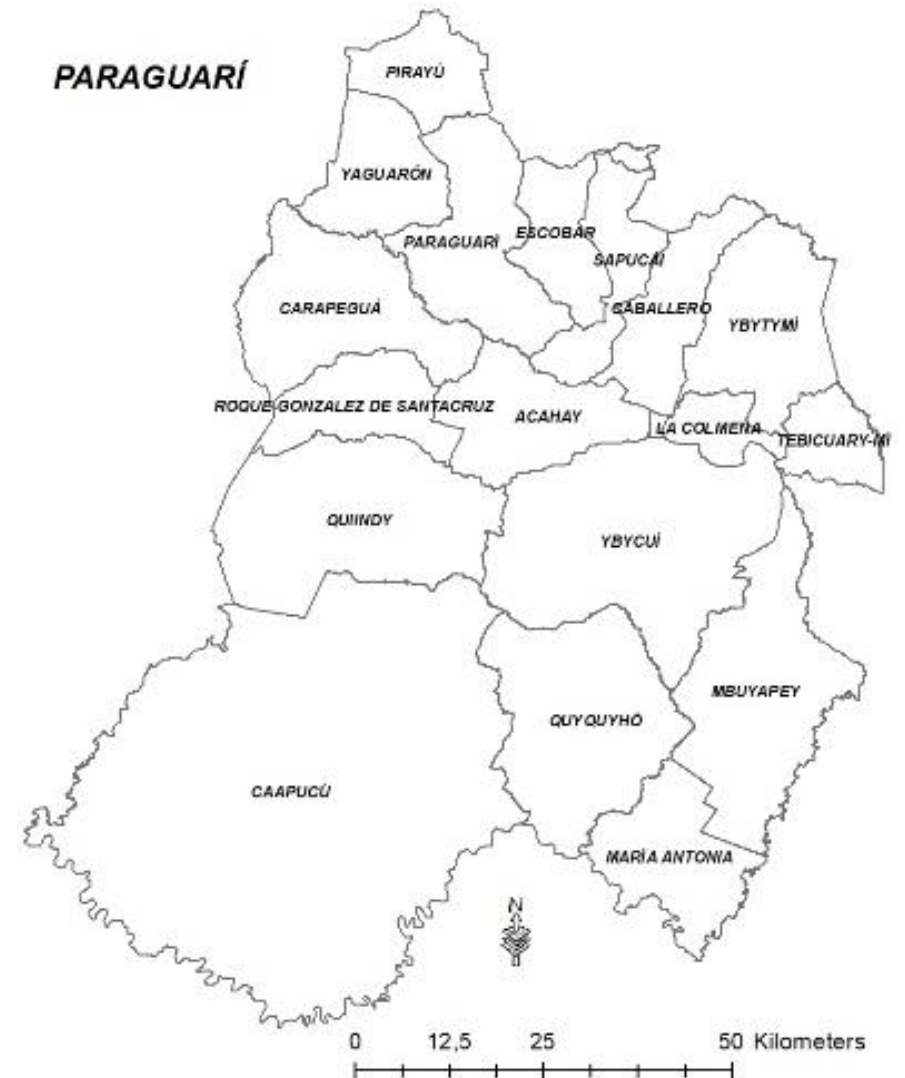 PARAGUARÍ
PIRAYÚ
YAGUARÓN
PARAGUARÍ
ESCOBAR
SAPUCAÍ
CARAPEGUÁ
CABALLERO
YBYTYMÍ
ROQUE GONZALEZ DE SANTACRUZ
ACAHAY
LA COLMENA
TEBICUARY-MÍ
QUIINDY
YBYCUÍ
MBUYAPEY
QUYQUYHÓ
CAAPUCÚ
MARÍA ANTONIA
N
0 12,5 25 50 Kilometers